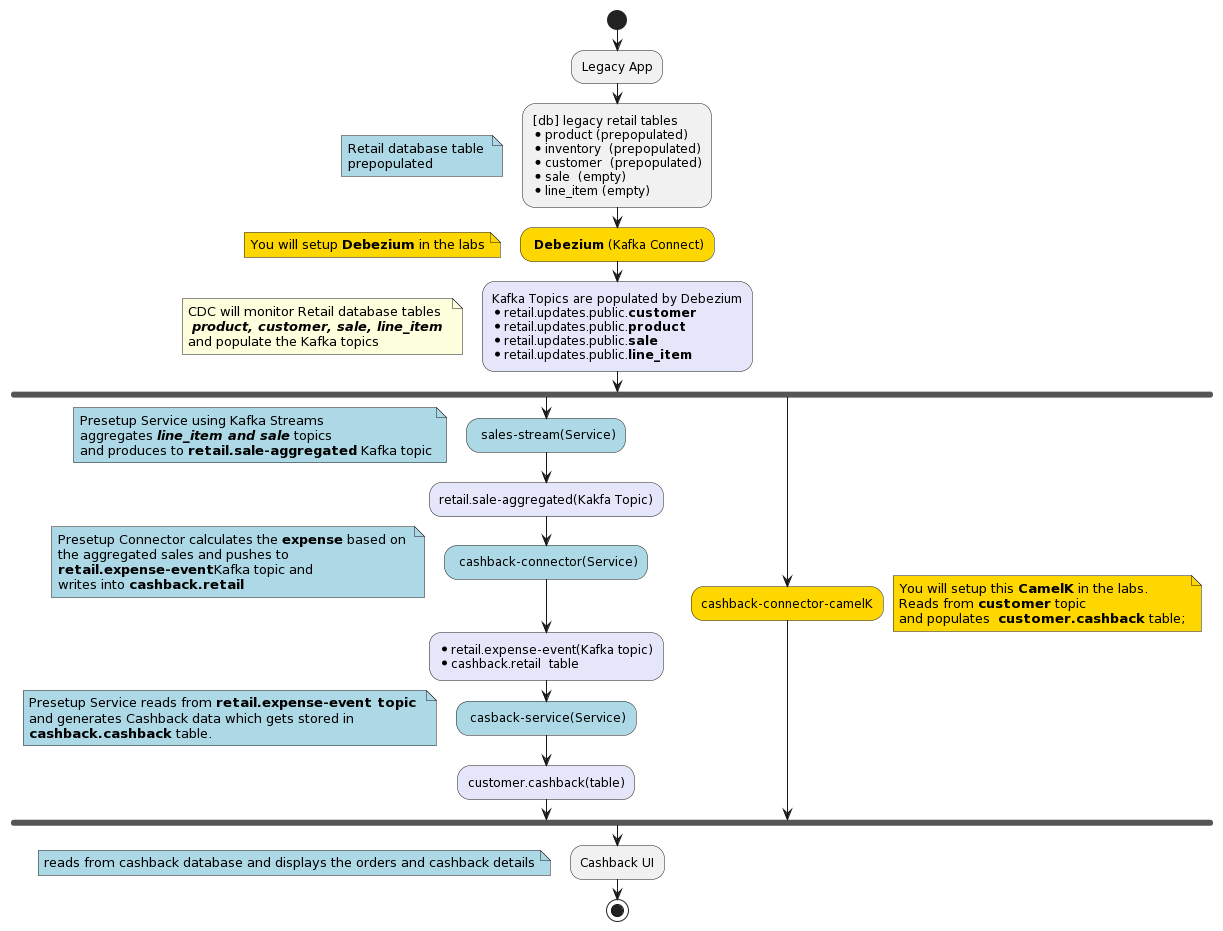 Legacy App
[db] legacy retail tables
• product (prepopulated)
• inventory  (prepopulated)
• customer  (prepopulated)
• sale  (empty)
• line_item (empty)
Retail database table
prepopulated
You will setup Debezium in the labs
Debezium (Kafka Connect)
CDC will monitor Retail database tables
product, customer, sale, line_item
and populate the Kafka topics
Kafka Topics are populated by Debezium
• retail.updates.public.customer
• retail.updates.public.product
• retail.updates.public.sale
• retail.updates.public.line_item
Presetup Service using Kafka Streams
aggregates line_item and sale topics
and produces to retail.sale-aggregated Kafka topic
sales-stream(Service)
retail.sale-aggregated(Kakfa Topic)
Presetup Connector calculates the expense based on
the aggregated sales and pushes to
retail.expense-eventKafka topic and
writes into cashback.retail
cashback-connector(Service)
cashback-connector-camelK
You will setup this CamelK in the labs.
Reads from customer topic
and populates  customer.cashback table;
• retail.expense-event(Kafka topic)
• cashback.retail  table
Presetup Service reads from retail.expense-event topic
and generates Cashback data which gets stored in
cashback.cashback table.
casback-service(Service)
customer.cashback(table)
reads from cashback database and displays the orders and cashback details
Cashback UI